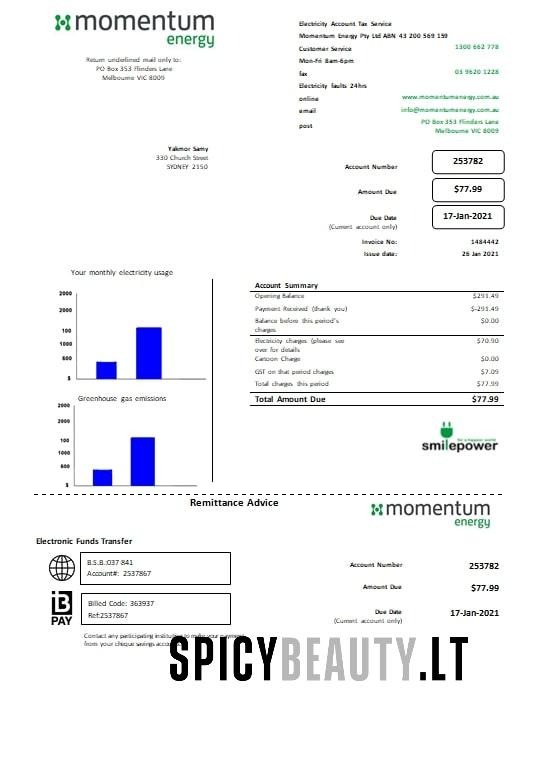 momentum
energy
Return undefined mail only to:
PO Box 353 Flinders Lane
Melbourne VIC 8009
Electricity Account Tax Service
Momentum Energy Pty Ltd ABN 43 200 569 159
Customer Service 1300 662 778
Mon-Fri 8am-6pm
fax 03 9620 1228
Electricity faults 24hrs
online www.momentumenergy.com.au
email info@momentumenergy.com.au
post PO Box 353 Flinders Lane
Melbourne VIC 8009
Yakmor Samy
330 Church Street
SYDNEY 2150
Account Number 253782
Amount Due $77.99
Due Date 17-Jan-2021
(Current account only)
Invoice No: 1484442
Issue date: 26 Jan 2021
Your monthly electricity usage
2000
2000
100
1000
600
$
Greenhouse gas emissions
2000
2000
100
1000
600
$
Account Summary
Opening Balance $291.49
Payment Received (thank you) $-291.49
Balance before this period's $0.00
charges
Electricity charges (please see $70.90
over for details
Cartoon Charge $0.00
GST on that period charges $7.09
Total charges this period $77.99
Total Amount Due $77.99
for a happier world
smilepower
Remittance Advice
momentum
energy
Electronic Funds Transfer
B.S.B.:037 841
Account#: 2537867
B
PAY
Billed Code: 363937
Ref:2537867
Contact any participating institution to make your payment
from your cheque savings
Account Number 253782
Amount Due $77.99
Due Date 17-Jan-2021
(Current account only)
SPICYBEAUTY.LT